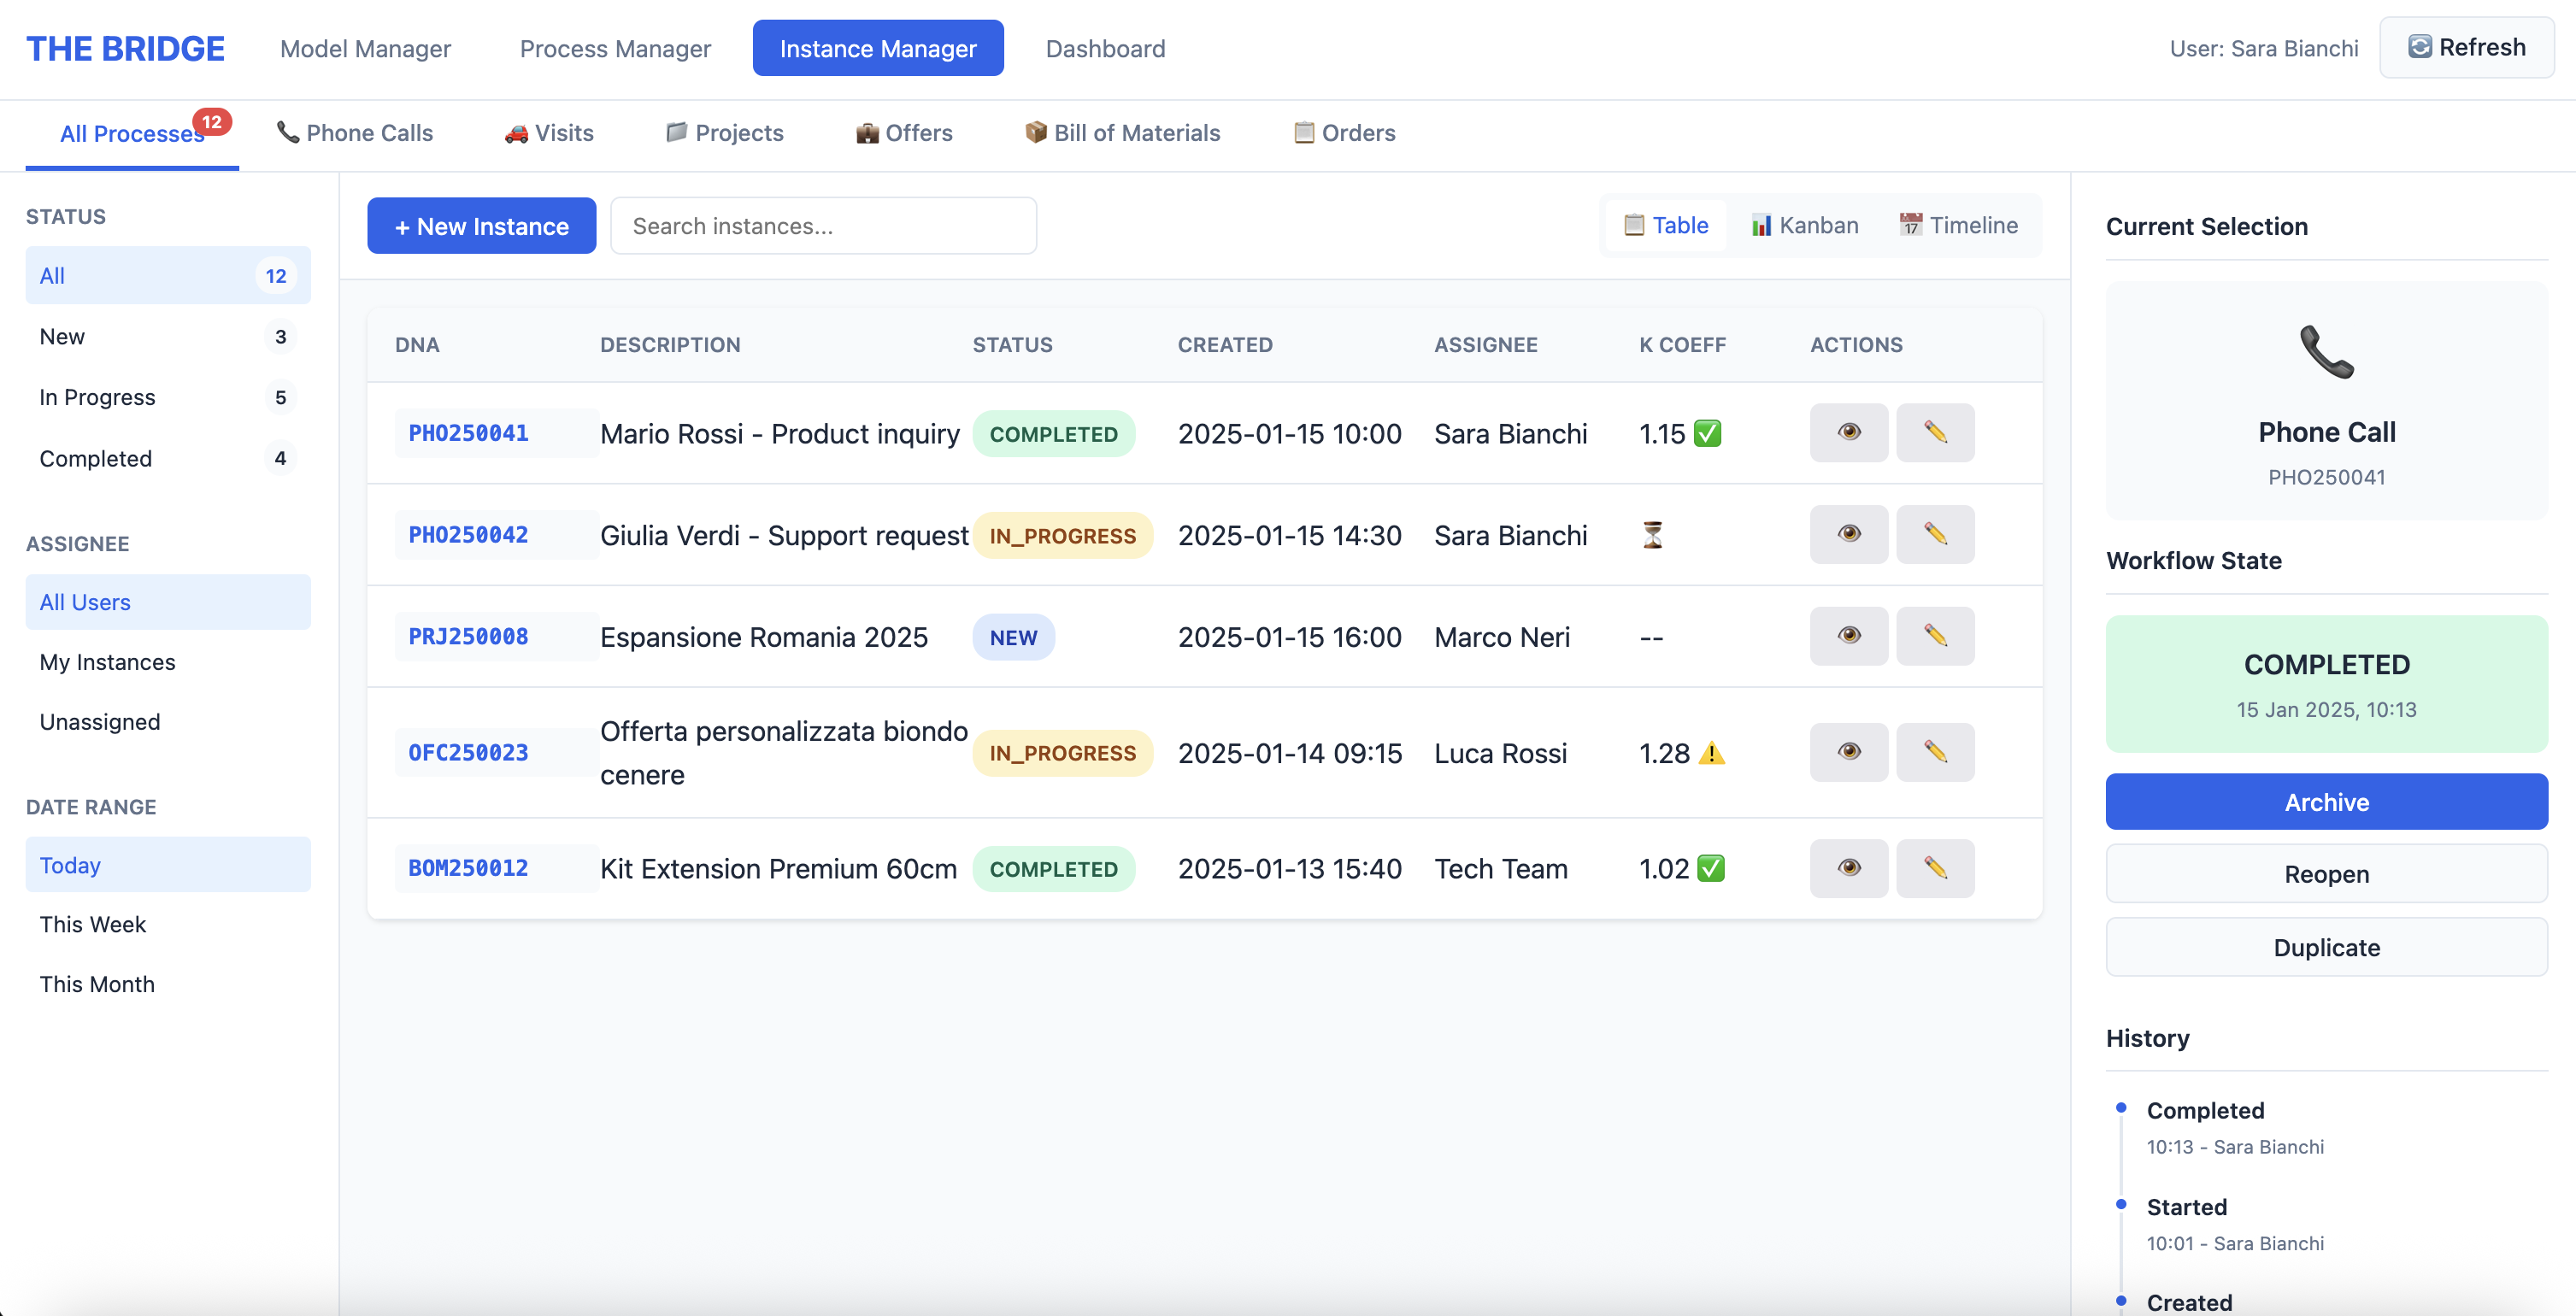 THE BRIDGE Model Manager Process Manager Instance Manager Dashboard User: Sara Bianchi Refresh
All Processes 12 Phone Calls Visits Projects Offers Bill of Materials Orders
STATUS
All 12
New 3
In Progress 5
Completed 4
ASSIGNEE
All Users
My Instances
Unassigned
DATE RANGE
Today
This Week
This Month
+ New Instance Search instances... Table Kanban 17 Timeline
DNA DESCRIPTION STATUS CREATED ASSIGNEE K COEFF ACTIONS
PHO250041 Mario Rossi - Product inquiry COMPLETED 2025-01-15 10:00 Sara Bianchi 1.15 ✅
PHO250042 Giulia Verdi - Support request IN_PROGRESS 2025-01-15 14:30 Sara Bianchi ⏳
PRJ250008 Espansione Romania 2025 NEW 2025-01-15 16:00 Marco Neri --
OFC250023 Offerta personalizzata biondo cenere IN_PROGRESS 2025-01-14 09:15 Luca Rossi 1.28 ⚠️
BOM250012 Kit Extension Premium 60cm COMPLETED 2025-01-13 15:40 Tech Team 1.02 ✅
Current Selection
Phone Call
PHO250041
Workflow State
COMPLETED
15 Jan 2025, 10:13
Archive
Reopen
Duplicate
History
Completed
10:13 - Sara Bianchi
Started
10:01 - Sara Bianchi
Created